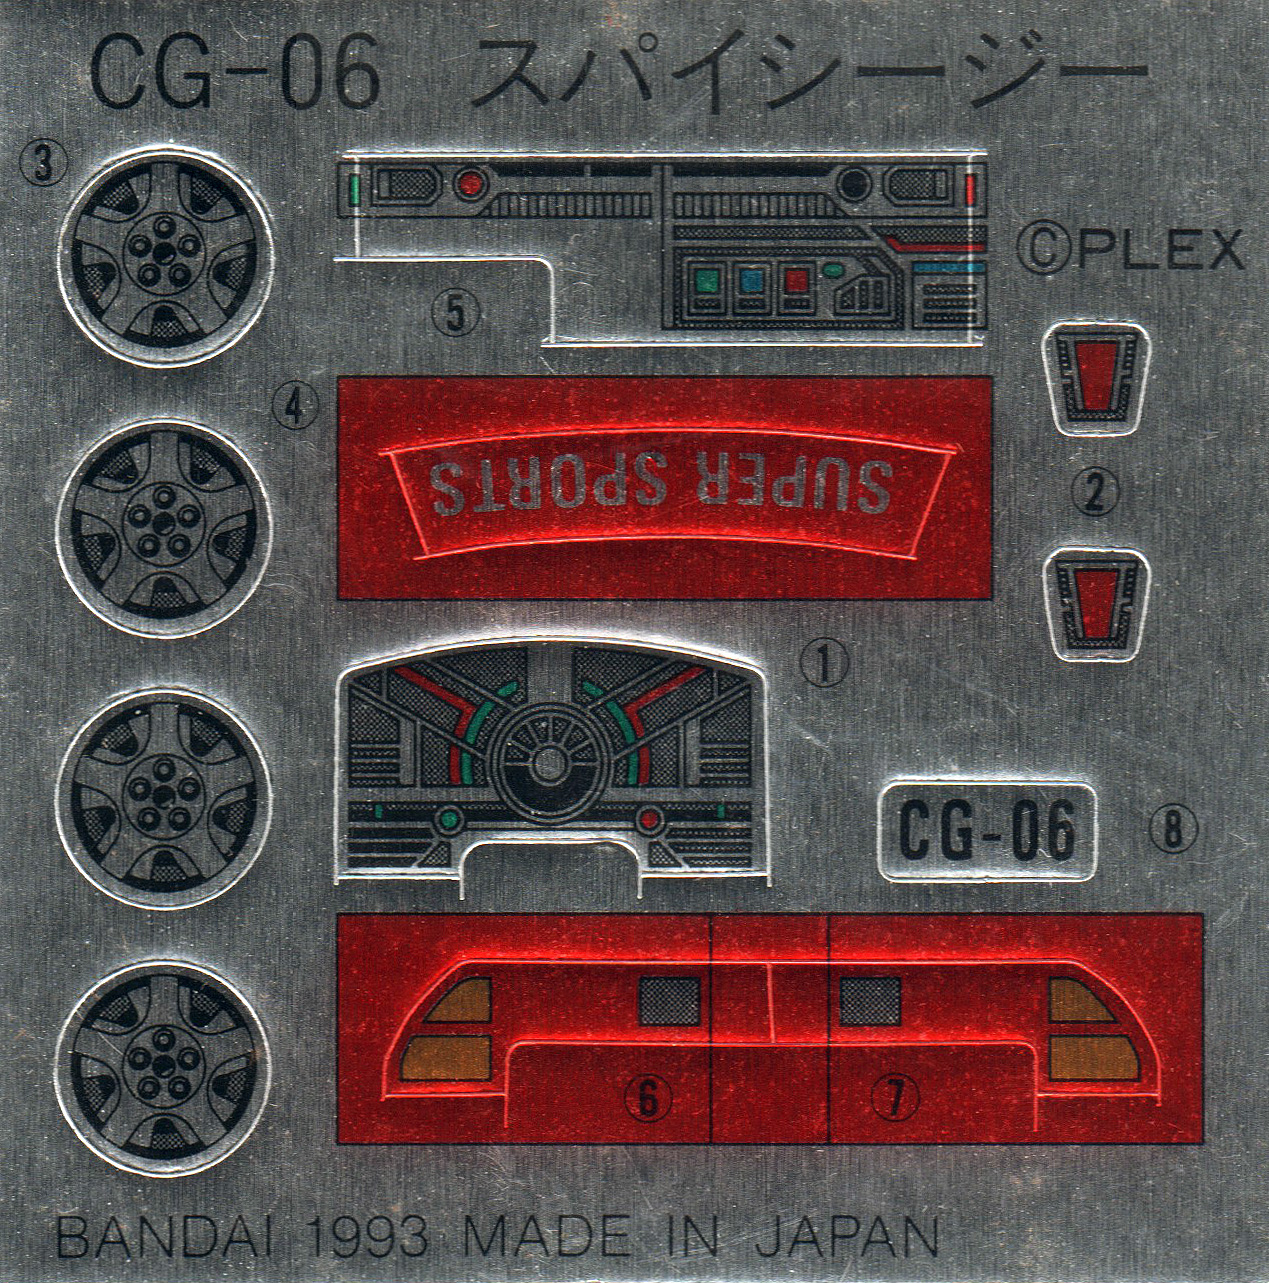 CG-06 スパイシージー
③
©PLEX
⑤
④
SUPER SPORTS
②
①
CG-06
⑧
⑥ ⑦
BANDAI 1993 MADE IN JAPAN